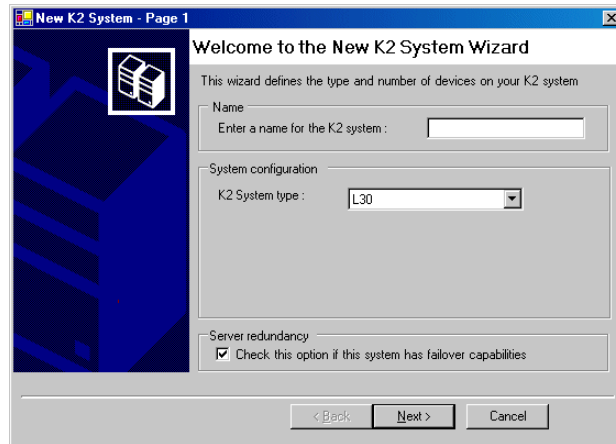 New K2 System - Page 1
Welcome to the New K2 System Wizard
This wizard defines the type and number of devices on your K2 system
Name
Enter a name for the K2 system :
System configuration
K2 System type :
L30
Server redundancy
Check this option if this system has failover capabilities
< Back
Next >
Cancel